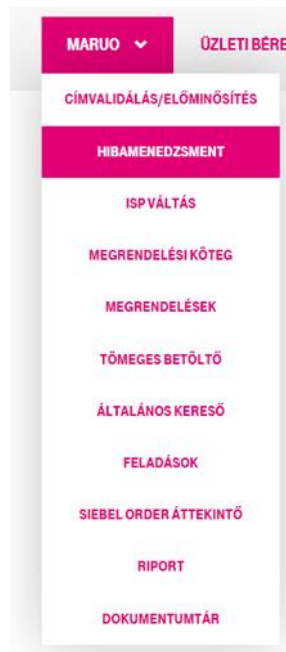 MARUO ÜZLETI BÉRE
CÍMVALIDÁLÁS/ELŐMINŐSÍTÉS
HIBAMENEDZSMENT
ISP VÁLTÁS
MEGRENDELÉSI KÖTEG
MEGRENDELÉSEK
TÖMEGES BETÖLTŐ
ÁLTALÁNOS KERESŐ
FELADÁSOK
SIEBEL ORDER ÁTTEKINTŐ
RIPORT
DOKUMENTUMTÁR